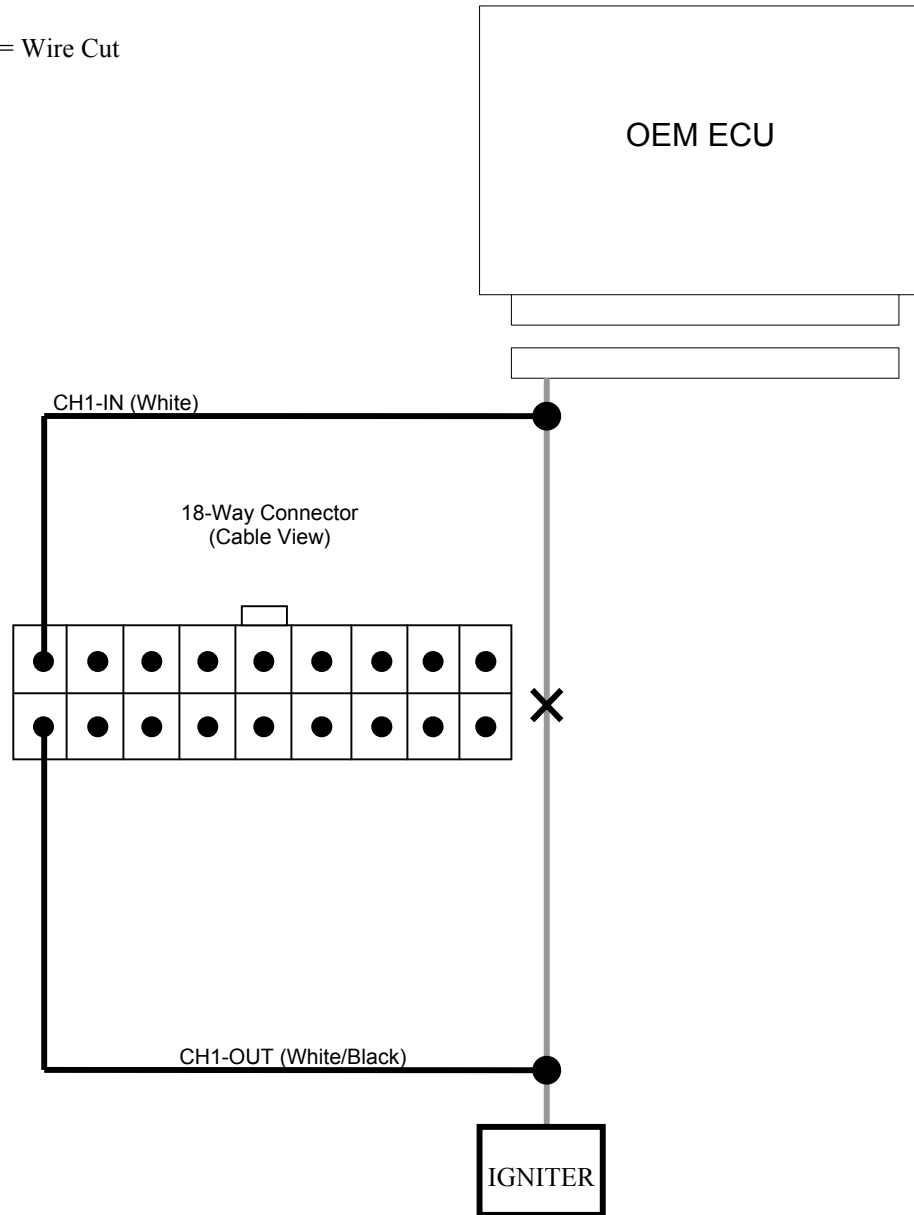 = Wire Cut
OEM ECU
CH1-IN (White)
18-Way Connector
(Cable View)
CH1-OUT (White/Black)
IGNITER